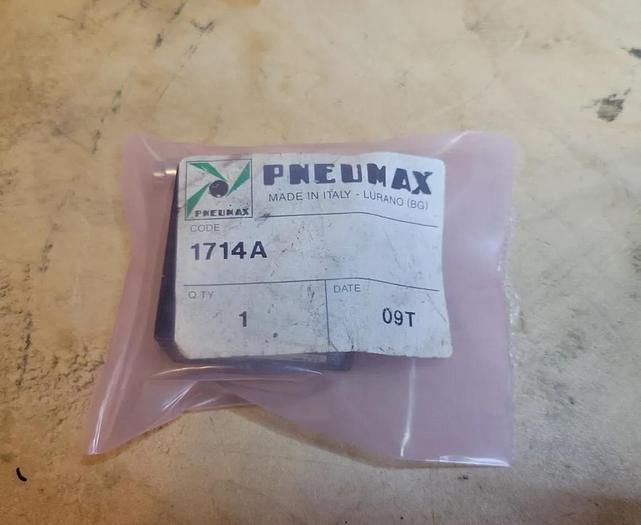 PNEUMAX
PNEUMAX
MADE IN ITALY - LURANO (BG)
CODE
1714A
Q.TY
1
DATE
09T